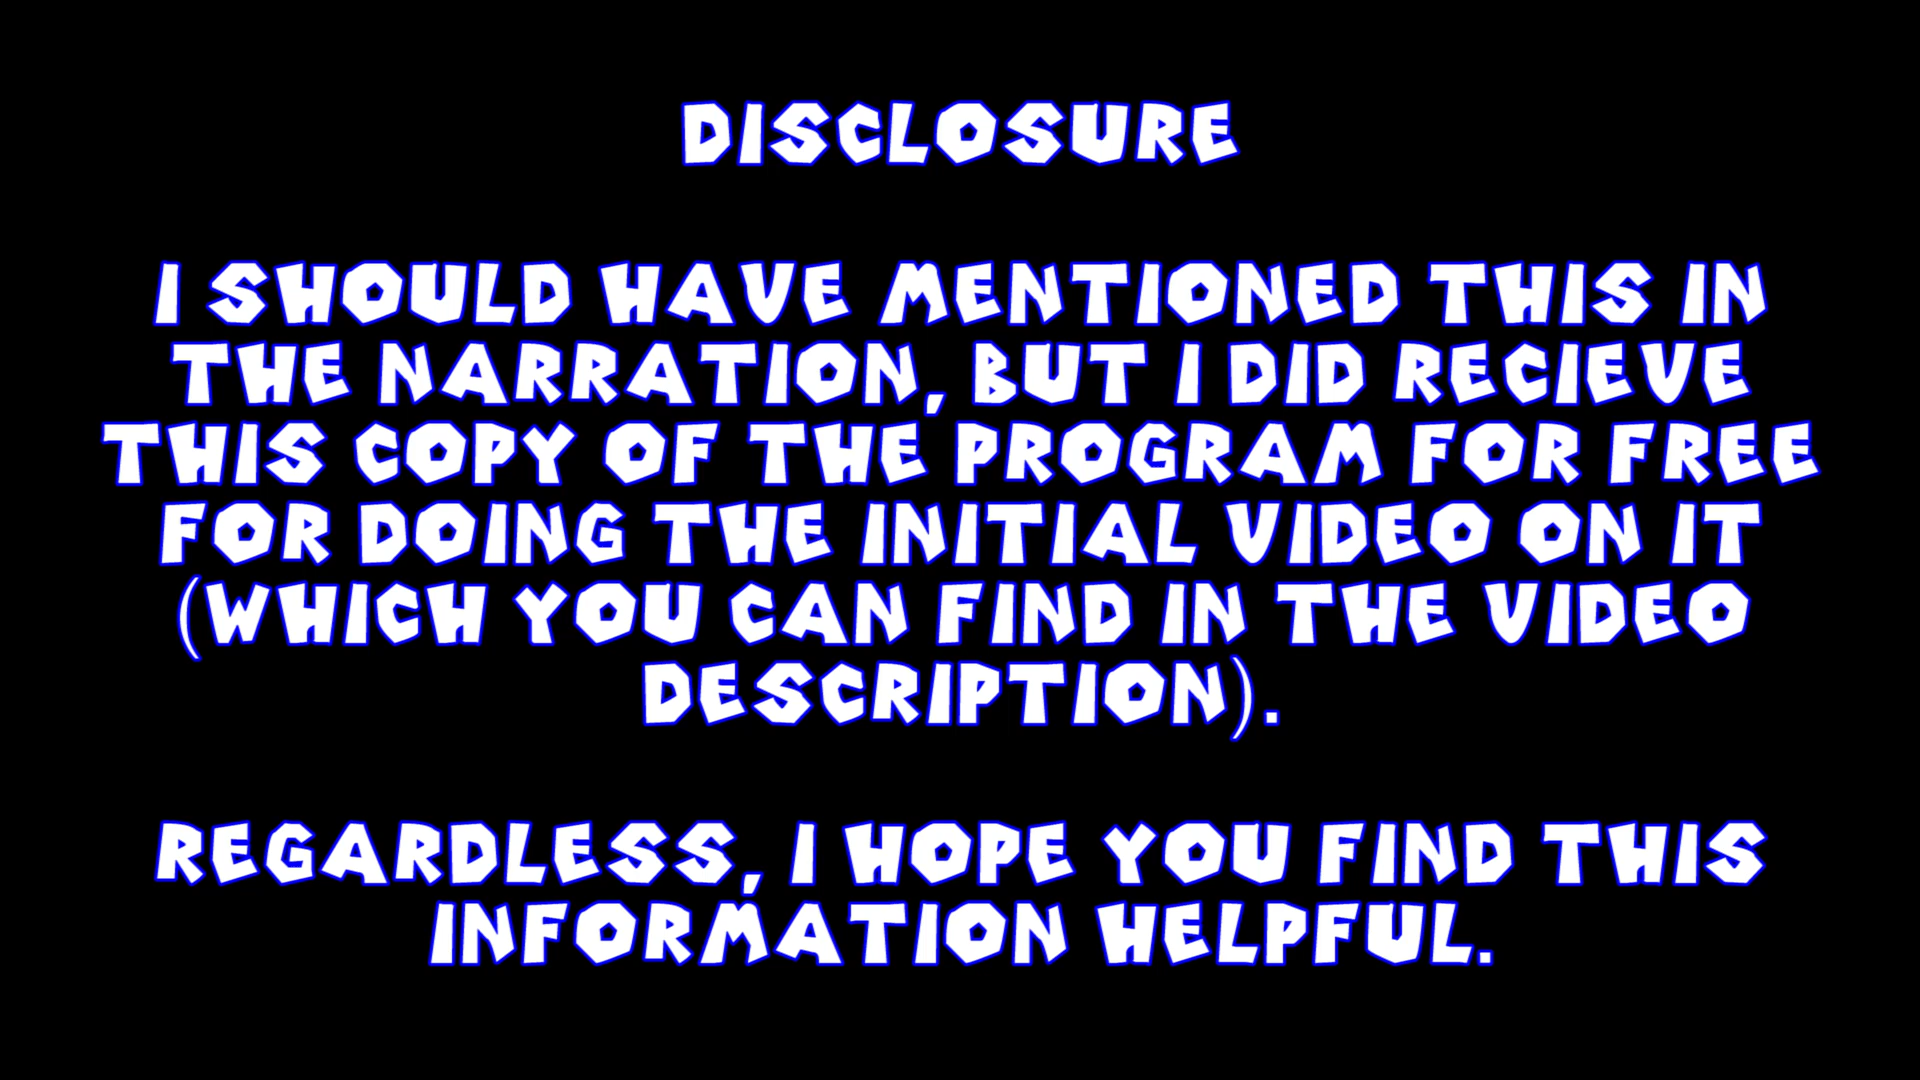 DISCLOSURE
I SHOULD HAVE MENTIONED THIS IN
THE NARRATION, BUT I DID RECIEVE
THIS COPY OF THE PROGRAM FOR FREE
FOR DOING THE INITIAL VIDEO ON IT
(WHICH YOU CAN FIND IN THE VIDEO
DESCRIPTION).
REGARDLESS, I HOPE YOU FIND THIS
INFORMATION HELPFUL.